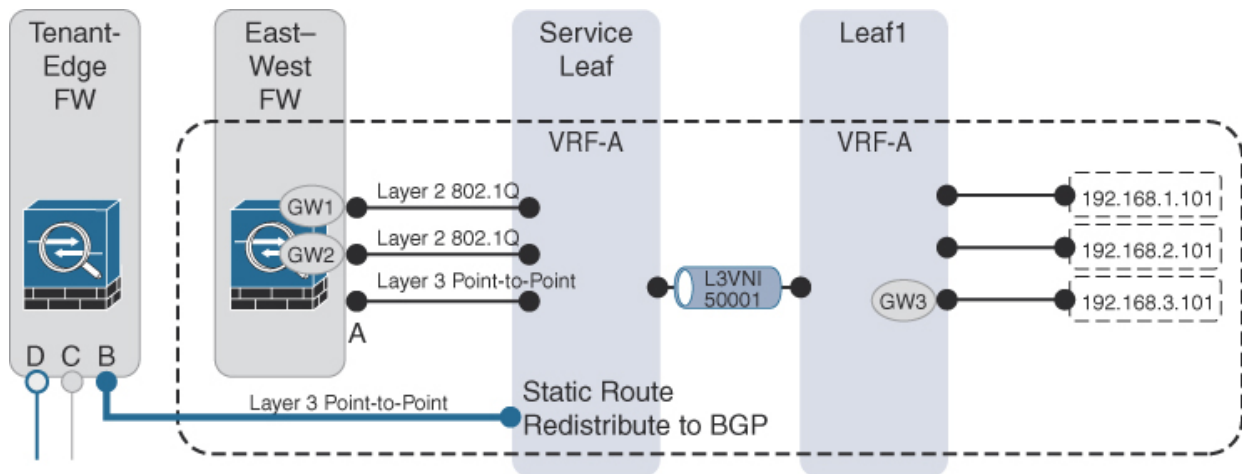 Tenant-
Edge
FW
East–
West
FW
Service
Leaf
Leaf1
VRF-A
VRF-A
GW1
Layer 2 802.1Q
GW2
Layer 2 802.1Q
Layer 3 Point-to-Point
A
L3VNI
50001
GW3
192.168.1.101
192.168.2.101
192.168.3.101
D C B
Layer 3 Point-to-Point
Static Route
Redistribute to BGP